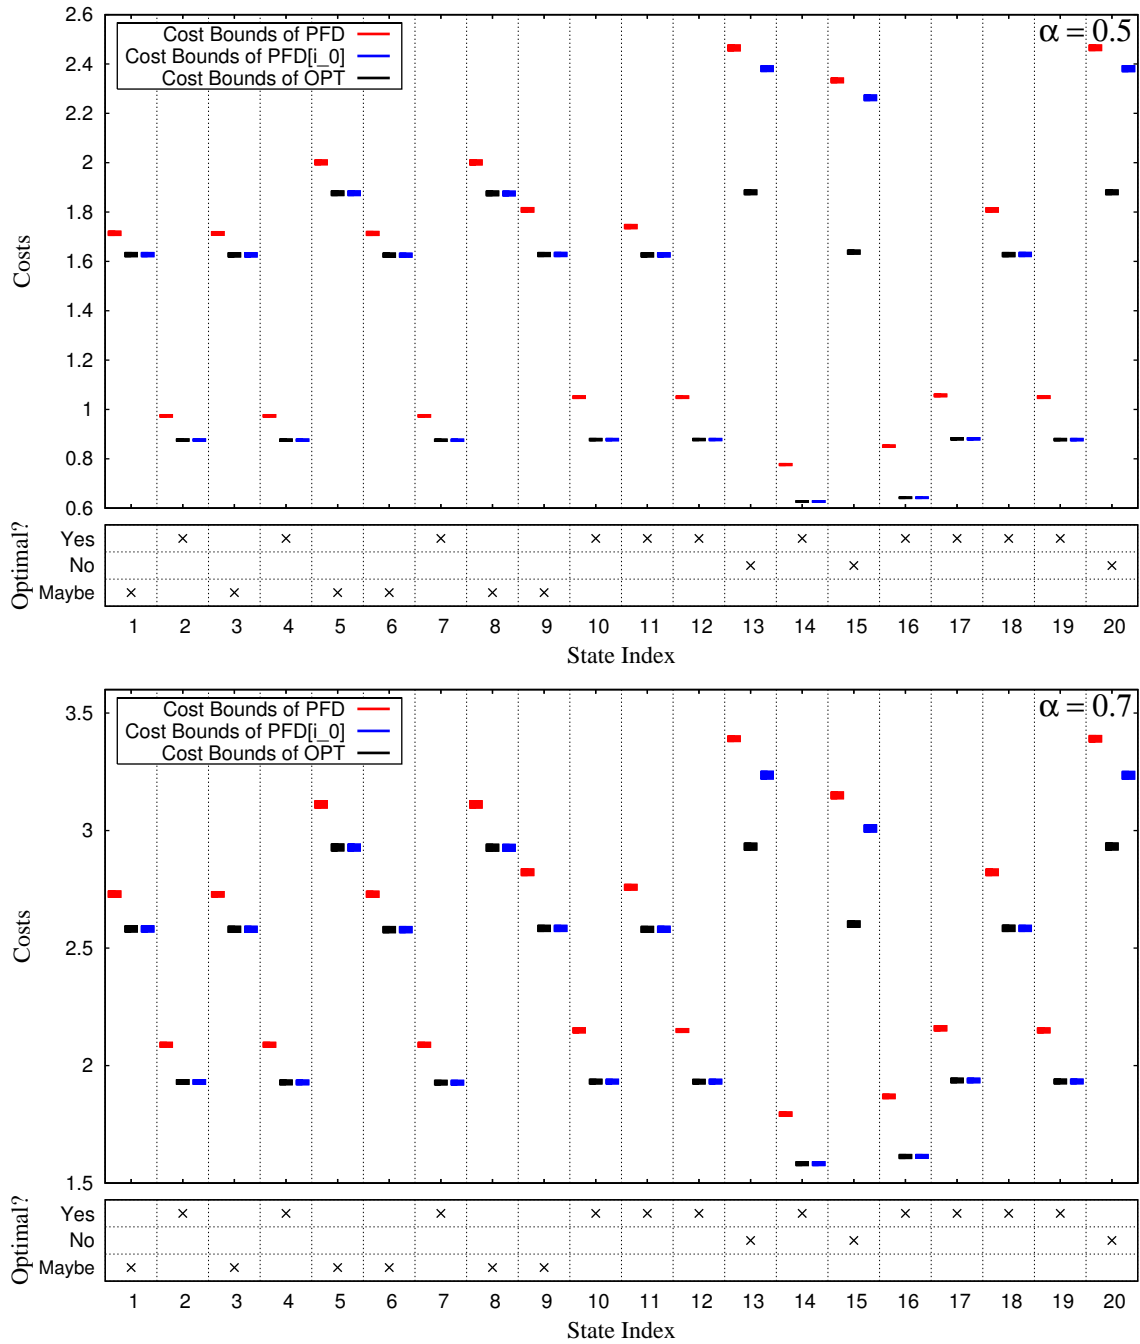 α = 0.5
Cost Bounds of PFD
Cost Bounds of PFD[i_0]
Cost Bounds of OPT
2.6
2.4
2.2
2
1.8
1.6
1.4
1.2
1
0.8
0.6
Costs
Optimal?
Yes
No
Maybe
1 2 3 4 5 6 7 8 9 10 11 12 13 14 15 16 17 18 19 20
State Index
α = 0.7
Cost Bounds of PFD
Cost Bounds of PFD[i_0]
Cost Bounds of OPT
3.5
3
2.5
2
1.5
Costs
Optimal?
Yes
No
Maybe
1 2 3 4 5 6 7 8 9 10 11 12 13 14 15 16 17 18 19 20
State Index